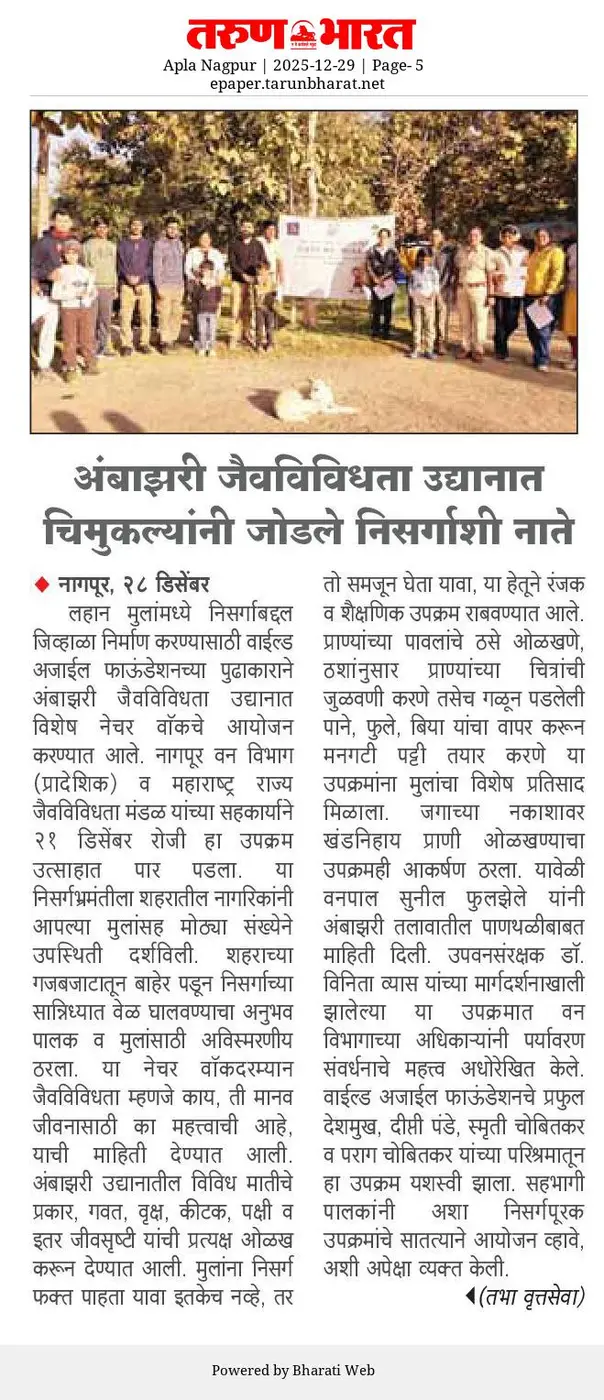 तरुण भारत
Apla Nagpur | 2025-12-29 | Page- 5
epaper.tarunbharat.net
अंबाझरी जैवविविधता उद्यानात
चिमुकल्यांनी जोडले निसर्गाशी नाते
नागपूर, २८ डिसेंबर
लहान मुलांमध्ये निसर्गाबद्दल
जिव्हाळा निर्माण करण्यासाठी वाईल्ड
अजाईल फाऊंडेशनच्या पुढाकाराने
अंबाझरी जैवविविधता उद्यानात
विशेष नेचर वॉकचे आयोजन
करण्यात आले. नागपूर वन विभाग
(प्रादेशिक) व महाराष्ट्र राज्य
जैवविविधता मंडळ यांच्या सहकार्याने
२१ डिसेंबर रोजी हा उपक्रम
उत्साहात पार पडला. या
निसर्गभ्रमंतीला शहरातील नागरिकांनी
आपल्या मुलांसह मोठ्या संख्येने
उपस्थिती दर्शविली. शहराच्या
गजबजाटातून बाहेर पडून निसर्गाच्या
सान्निध्यात वेळ घालवण्याचा अनुभव
पालक व मुलांसाठी अविस्मरणीय
ठरला. या नेचर वॉकदरम्यान
जैवविविधता म्हणजे काय, ती मानव
जीवनासाठी का महत्त्वाची आहे,
याची माहिती देण्यात आली.
अंबाझरी उद्यानातील विविध मातीचे
प्रकार, गवत, वृक्ष, कीटक, पक्षी व
इतर जीवसृष्टी यांची प्रत्यक्ष ओळख
करून देण्यात आली. मुलांना निसर्ग
फक्त पाहता यावा इतकेच नव्हे, तर
तो समजून घेता यावा, या हेतूने रंजक
व शैक्षणिक उपक्रम राबवण्यात आले.
प्राण्यांच्या पावलांचे ठसे ओळखणे,
ठशांनुसार प्राण्यांच्या चित्रांची
जुळवणी करणे तसेच गळून पडलेली
पाने, फुले, बिया यांचा वापर करून
मनगटी पट्टी तयार करणे या
उपक्रमांना मुलांचा विशेष प्रतिसाद
मिळाला. जगाच्या नकाशावर
खंडनिहाय प्राणी ओळखण्याचा
उपक्रमही आकर्षण ठरला. यावेळी
वनपाल सुनील फुलझेले यांनी
अंबाझरी तलावातील पाणथळीबाबत
माहिती दिली. उपवनसंरक्षक डॉ.
विनिता व्यास यांच्या मार्गदर्शनाखाली
झालेल्या या उपक्रमात वन
विभागाच्या अधिकाऱ्यांनी पर्यावरण
संवर्धनाचे महत्त्व अधोरेखित केले.
वाईल्ड अजाईल फाऊंडेशनचे प्रफुल
देशमुख, दीप्ती पंडे, स्मृती चोबितकर
व पराग चोबितकर यांच्या परिश्रमातून
हा उपक्रम यशस्वी झाला. सहभागी
पालकांनी अशा निसर्गपूरक
उपक्रमांचे सातत्याने आयोजन व्हावे,
अशी अपेक्षा व्यक्त केली.
(तभा वृत्तसेवा)
Powered by Bharati Web